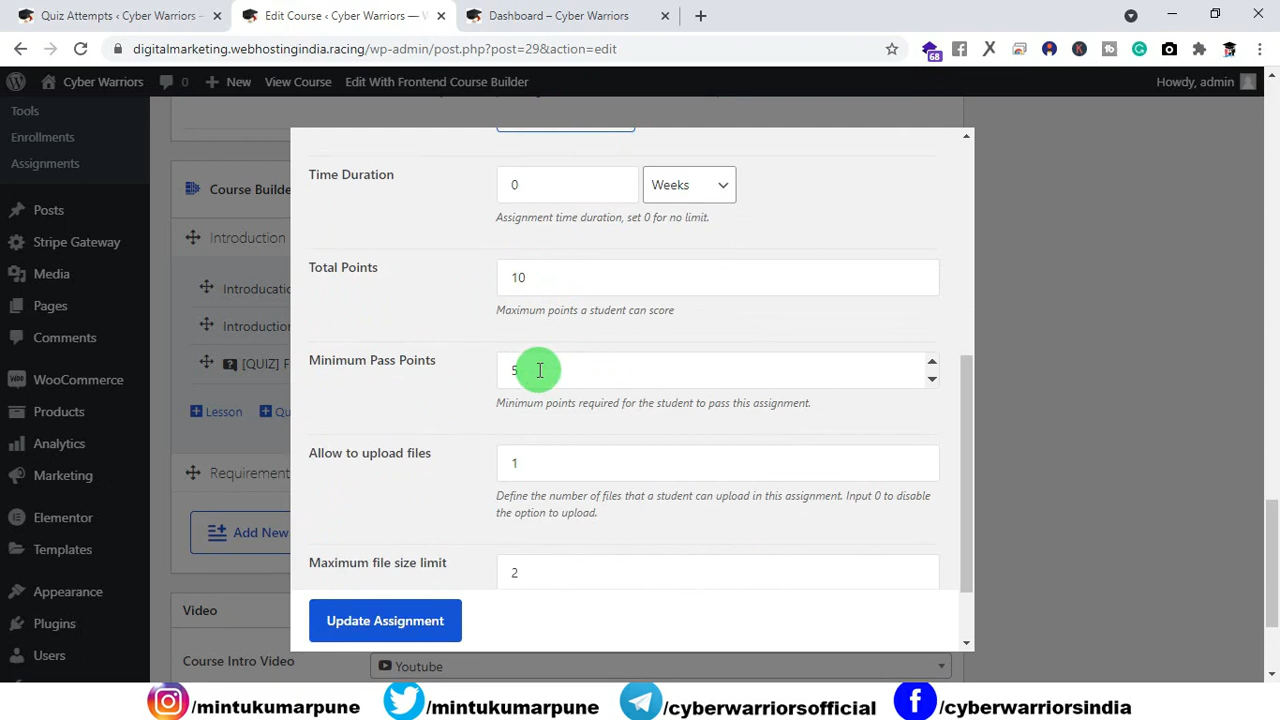 Quiz Attempts ‹ Cyber Warriors —
Edit Course ‹ Cyber Warriors — W
Dashboard – Cyber Warriors
digitalmarketing.webhostingindia.racing/wp-admin/post.php?post=29&action=edit
68
Cyber Warriors
0
New
View Course
Edit With Frontend Course Builder
Howdy, admin
Tools
Enrollments
Assignments
Posts
Stripe Gateway
Media
Pages
Comments
WooCommerce
Products
Analytics
Marketing
Elementor
Templates
Appearance
Plugins
Users
Course Builde
Introduction
Introducation
Introduction
[QUIZ] F
Lesson
Qu
Requirement
Add New
Video
Course Intro Video
Youtube
Time Duration
0
Weeks
Assignment time duration, set 0 for no limit.
Total Points
10
Maximum points a student can score
Minimum Pass Points
5
Minimum points required for the student to pass this assignment.
Allow to upload files
1
Define the number of files that a student can upload in this assignment. Input 0 to disable
the option to upload.
Maximum file size limit
2
Update Assignment
/mintukumarpune
/mintukumarpune
/cyberwarriorsofficial
/cyberwarriorsindia